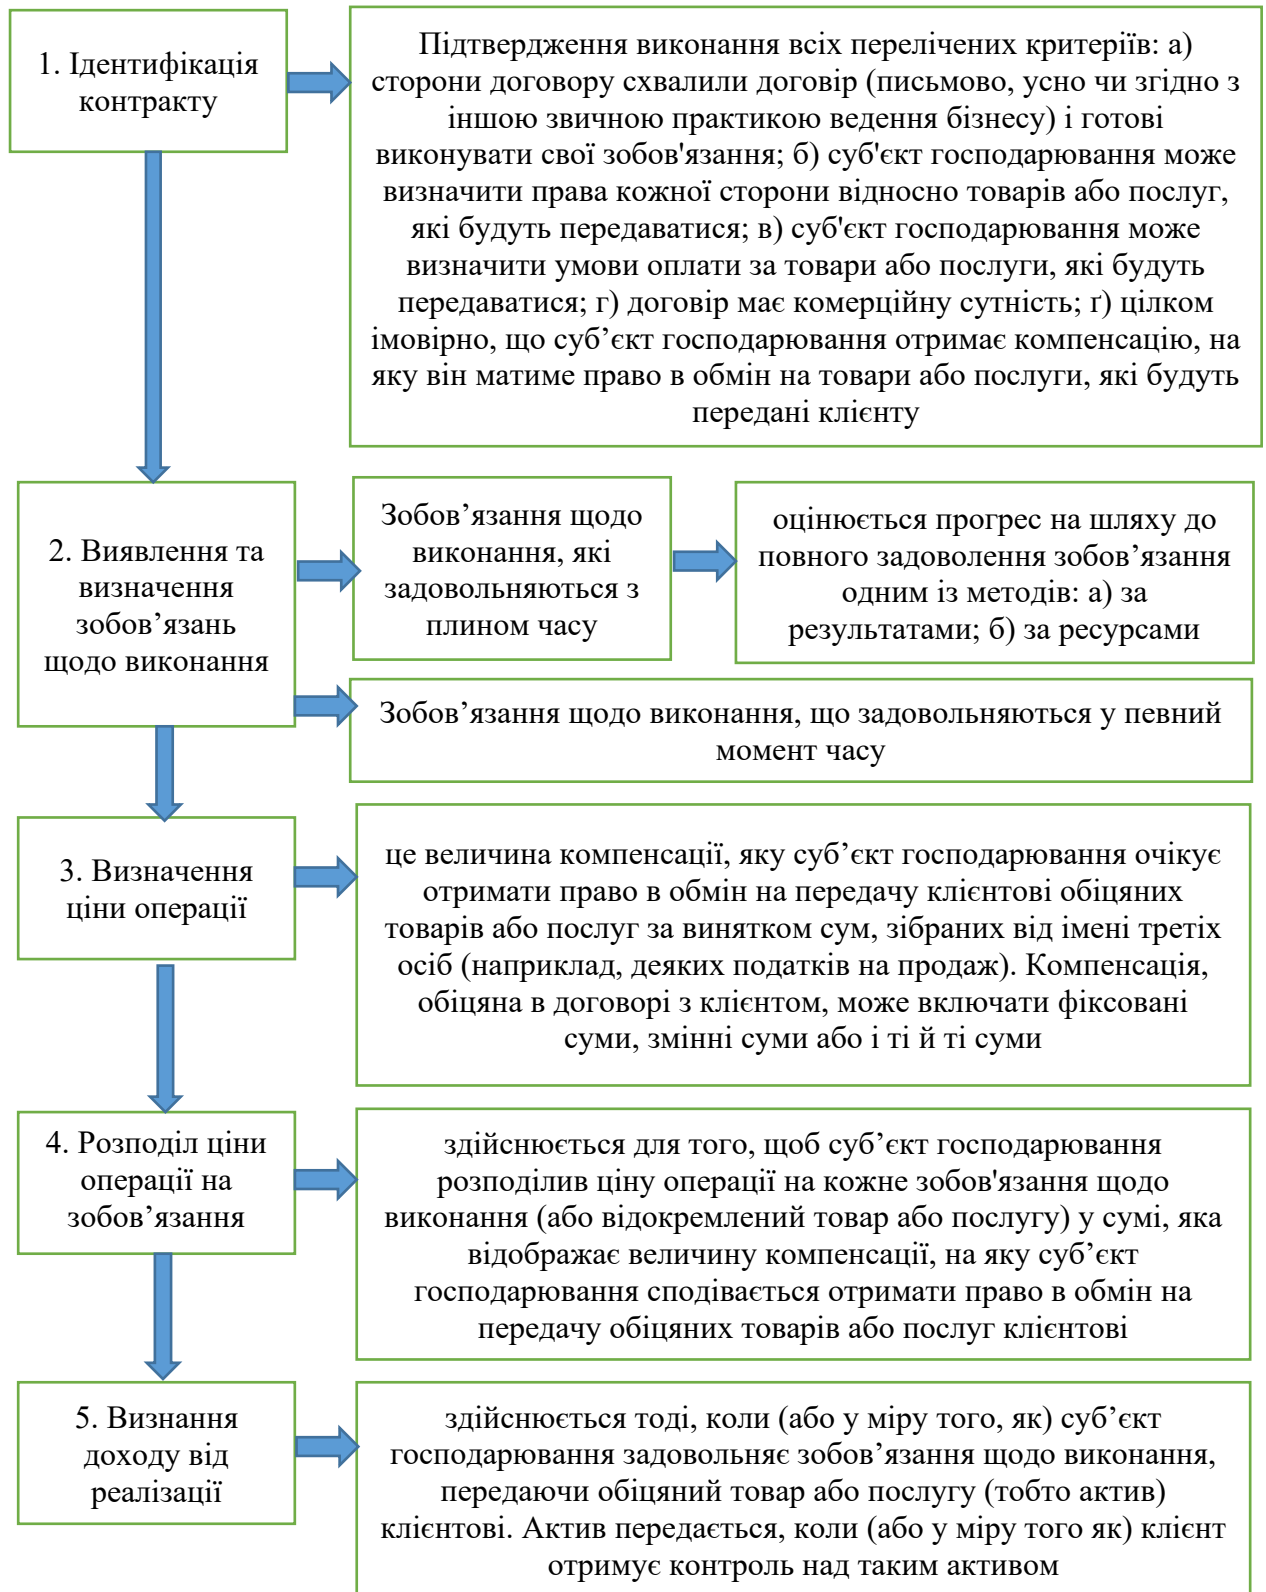 1. Ідентифікація
контракту
Підтвердження виконання всіх перелічених критеріїв: а)
сторони договору схвалили договір (письмово, усно чи згідно з
іншою звичною практикою ведення бізнесу) і готові
виконувати свої зобов'язання; б) суб'єкт господарювання може
визначити права кожної сторони відносно товарів або послуг,
які будуть передаватися; в) суб'єкт господарювання може
визначити умови оплати за товари або послуги, які будуть
передаватися; г) договір має комерційну сутність; ґ) цілком
імовірно, що суб’єкт господарювання отримає компенсацію, на
яку він матиме право в обмін на товари або послуги, які будуть
передані клієнту
2. Виявлення та
визначення
зобов’язань
щодо виконання
Зобов’язання щодо
виконання, які
задовольняються з
плином часу
оцінюється прогрес на шляху до
повного задоволення зобов’язання
одним із методів: а) за
результатами; б) за ресурсами
Зобов’язання щодо виконання, що задовольняються у певний
момент часу
3. Визначення
ціни операції
це величина компенсації, яку суб’єкт господарювання очікує
отримати право в обмін на передачу клієнтові обіцяних
товарів або послуг за винятком сум, зібраних від імені третіх
осіб (наприклад, деяких податків на продаж). Компенсація,
обіцяна в договорі з клієнтом, може включати фіксовані
суми, змінні суми або і ті й ті суми
4. Розподіл ціни
операції на
зобов’язання
здійснюється для того, щоб суб’єкт господарювання
розподілив ціну операції на кожне зобов'язання щодо
виконання (або відокремлений товар або послугу) у сумі, яка
відображає величину компенсації, на яку суб’єкт
господарювання сподівається отримати право в обмін на
передачу обіцяних товарів або послуг клієнтові
5. Визнання
доходу від
реалізації
здійснюється тоді, коли (або у міру того, як) суб’єкт
господарювання задовольняє зобов’язання щодо виконання,
передаючи обіцяний товар або послугу (тобто актив)
клієнтові. Актив передається, коли (або у міру того як) клієнт
отримує контроль над таким активом